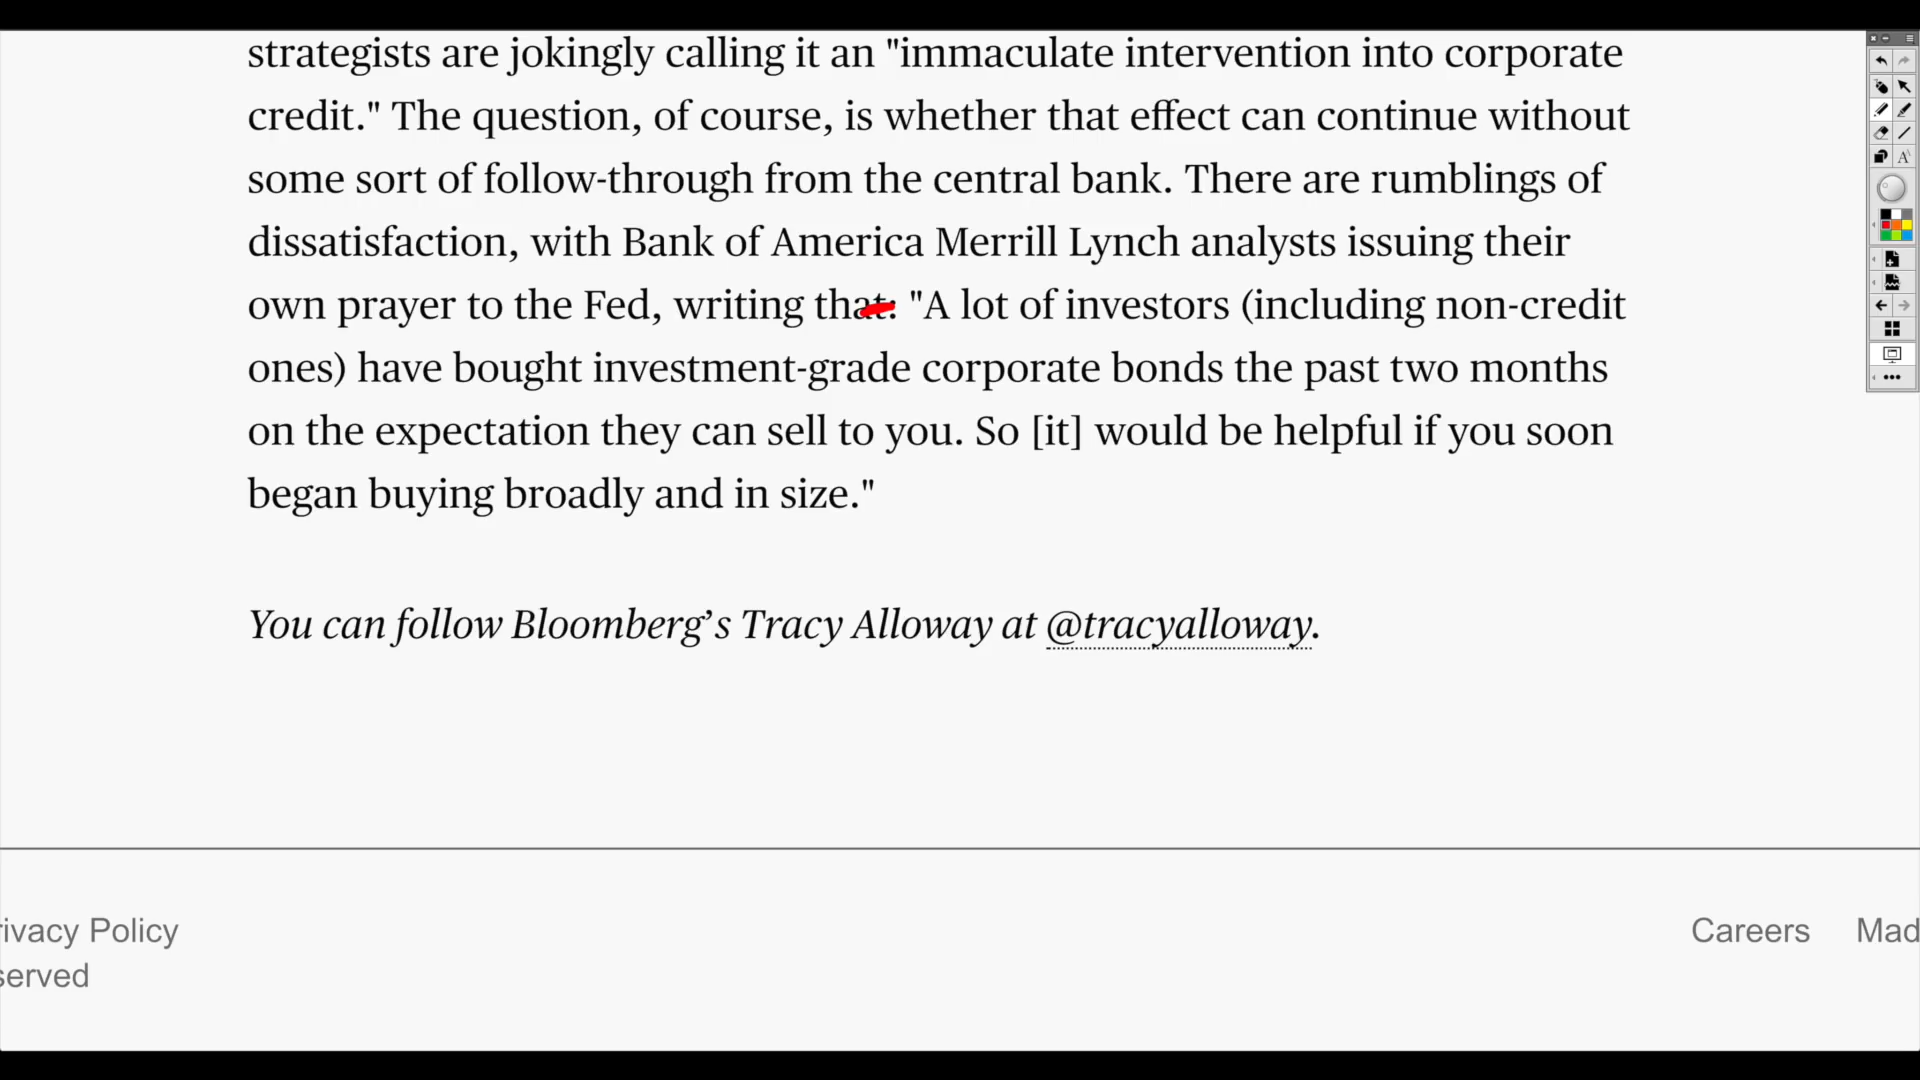 strategists are jokingly calling it an "immaculate intervention into corporate
credit." The question, of course, is whether that effect can continue without
some sort of follow-through from the central bank. There are rumblings of
dissatisfaction, with Bank of America Merrill Lynch analysts issuing their
own prayer to the Fed, writing that: "A lot of investors (including non-credit
ones) have bought investment-grade corporate bonds the past two months
on the expectation they can sell to you. So [it] would be helpful if you soon
began buying broadly and in size."
You can follow Bloomberg’s Tracy Alloway at @tracyalloway.
rivacy Policy
served
Careers Mad